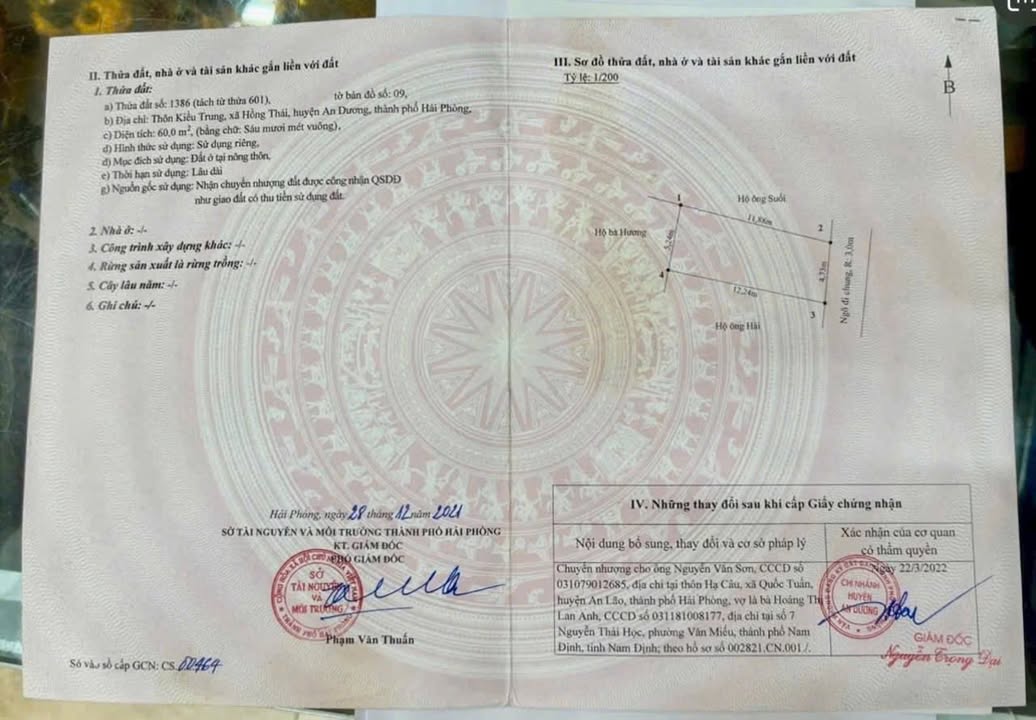 II. Thửa đất, nhà ở và tài sản khác gắn liền với đất
1. Thửa đất:
a) Thửa đất số: 1386 (tách từ thửa 601), tờ bản đồ số: 09,
b) Địa chỉ: Thôn Kiều Trung, xã Hồng Thái, huyện An Dương, thành phố Hải Phòng,
c) Diện tích: 60,0 m², (bằng chữ: Sáu mươi mét vuông),
d) Hình thức sử dụng: Sử dụng riêng,
đ) Mục đích sử dụng: Đất ở tại nông thôn,
e) Thời hạn sử dụng: Lâu dài
g) Nguồn gốc sử dụng: Nhận chuyển nhượng đất được công nhận QSDĐ
như giao đất có thu tiền sử dụng đất.
2. Nhà ở: -/-
3. Công trình xây dựng khác: -/-
4. Rừng sản xuất là rừng trồng: -/-
5. Cây lâu năm: -/-
6. Ghi chú: -/-
Hải Phòng, ngày 28 tháng 12 năm 2021
SỞ TÀI NGUYÊN VÀ MÔI TRƯỜNG THÀNH PHỐ HẢI PHÒNG
KT. GIÁM ĐỐC
PHÓ GIÁM ĐỐC
SỞ
TÀI NGUYÊN
VÀ
MÔI TRƯỜNG
Phạm Văn Thuấn
Số vào sổ cấp GCN: CS.
III. Sơ đồ thửa đất, nhà ở và tài sản khác gắn liền với đất
Tỷ lệ: 1/200
B
1
Hộ ông Suối
11,88m
2
Hộ bà Hương
5,24m
4,73m
Ngõ đi chung, R: 3,0m
4
12,24m
3
Hộ ông Hải
IV. Những thay đổi sau khi cấp Giấy chứng nhận
Nội dung bổ sung, thay đổi và cơ sở pháp lý
Xác nhận của cơ quan
có thẩm quyền
Chuyển nhượng cho ông Nguyễn Văn Sơn, CCCD số
031079012685, địa chỉ tại thôn Hạ Câu, xã Quốc Tuấn,
huyện An Lão, thành phố Hải Phòng, vợ là bà Hoàng Thị
Lan Anh, CCCD số 031181008177, địa chỉ tại số 7
Nguyễn Thái Học, phường Văn Miếu, thành phố Nam
Định, tỉnh Nam Định; theo hồ sơ số 002821.CN.001/.
Ngày 22/3/2022
CHI NHÁNH
HUYỆN
AN DƯƠNG
GIÁM ĐỐC
Nguyễn Trọng Đại